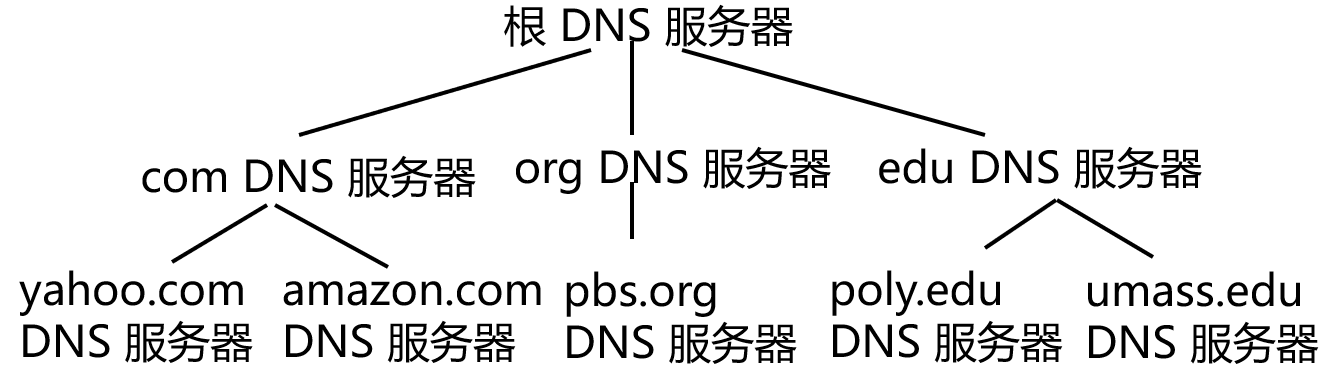 根 DNS 服务器
com DNS 服务器
org DNS 服务器
edu DNS 服务器
yahoo.com
DNS 服务器
amazon.com
DNS 服务器
pbs.org
DNS 服务器
poly.edu
DNS 服务器
umass.edu
DNS 服务器